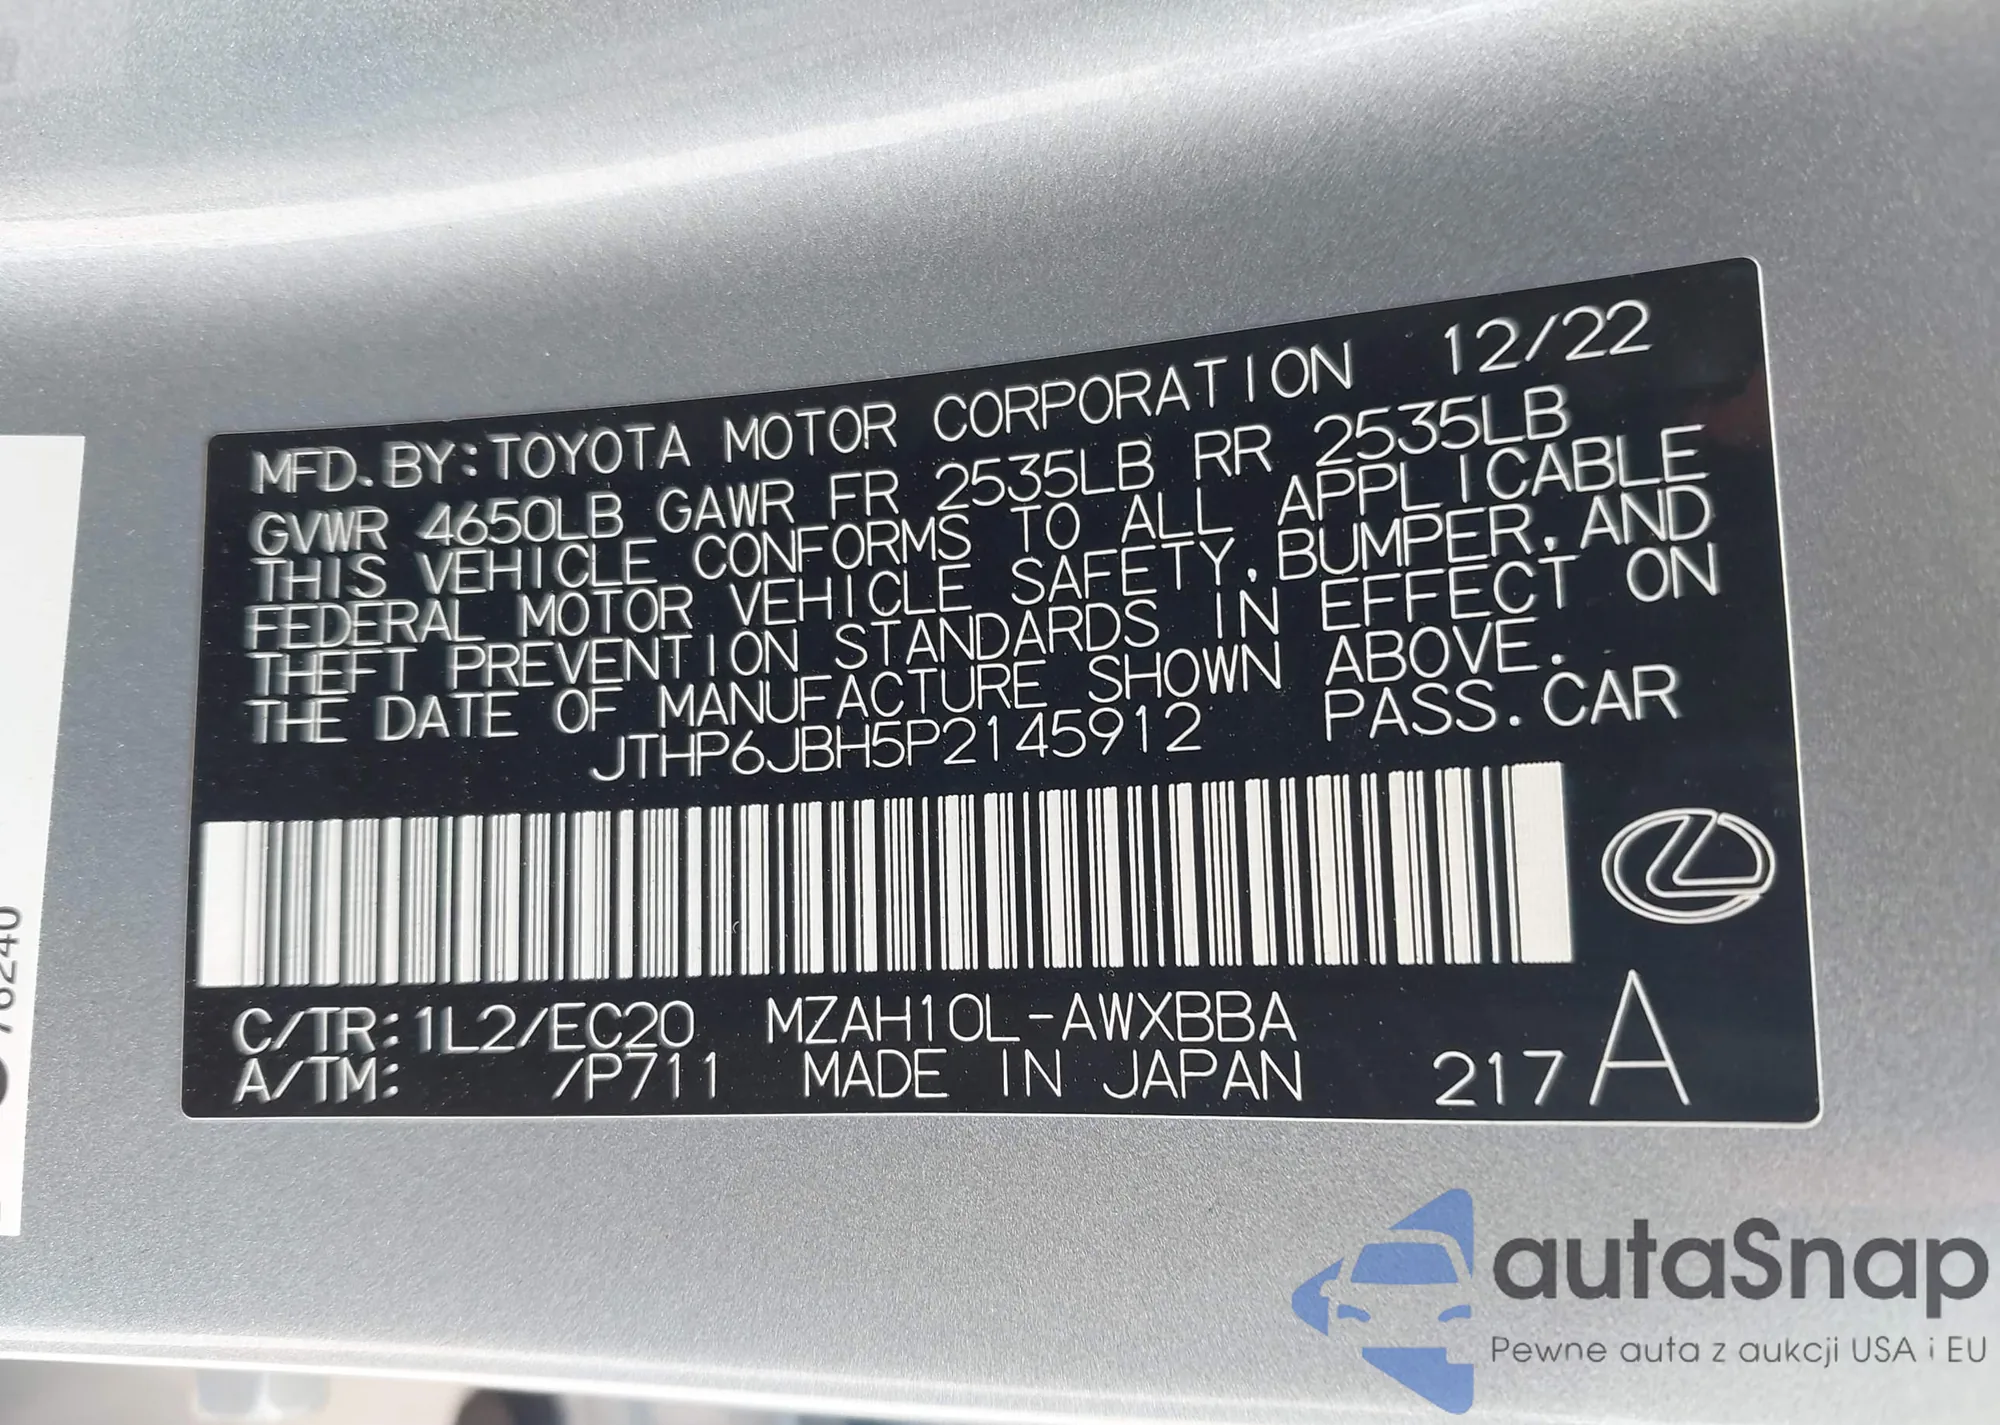 MFD.BY:TOYOTA MOTOR CORPORATION 12/22
GVWR 4650LB GAWR FR 2535LB RR 2535LB
THIS VEHICLE CONFORMS TO ALL APPLICABLE
FEDERAL MOTOR VEHICLE SAFETY, BUMPER, AND
THEFT PREVENTION STANDARDS IN EFFECT ON
THE DATE OF MANUFACTURE SHOWN ABOVE.
JTHP6JBH5P2145912 PASS.CAR
C/TR:1L2/EC20 MZAH10L-AWXBBA
A/TM: /P711 MADE IN JAPAN 217 A
autaSnap
Pewne auta z aukcji USA i EU